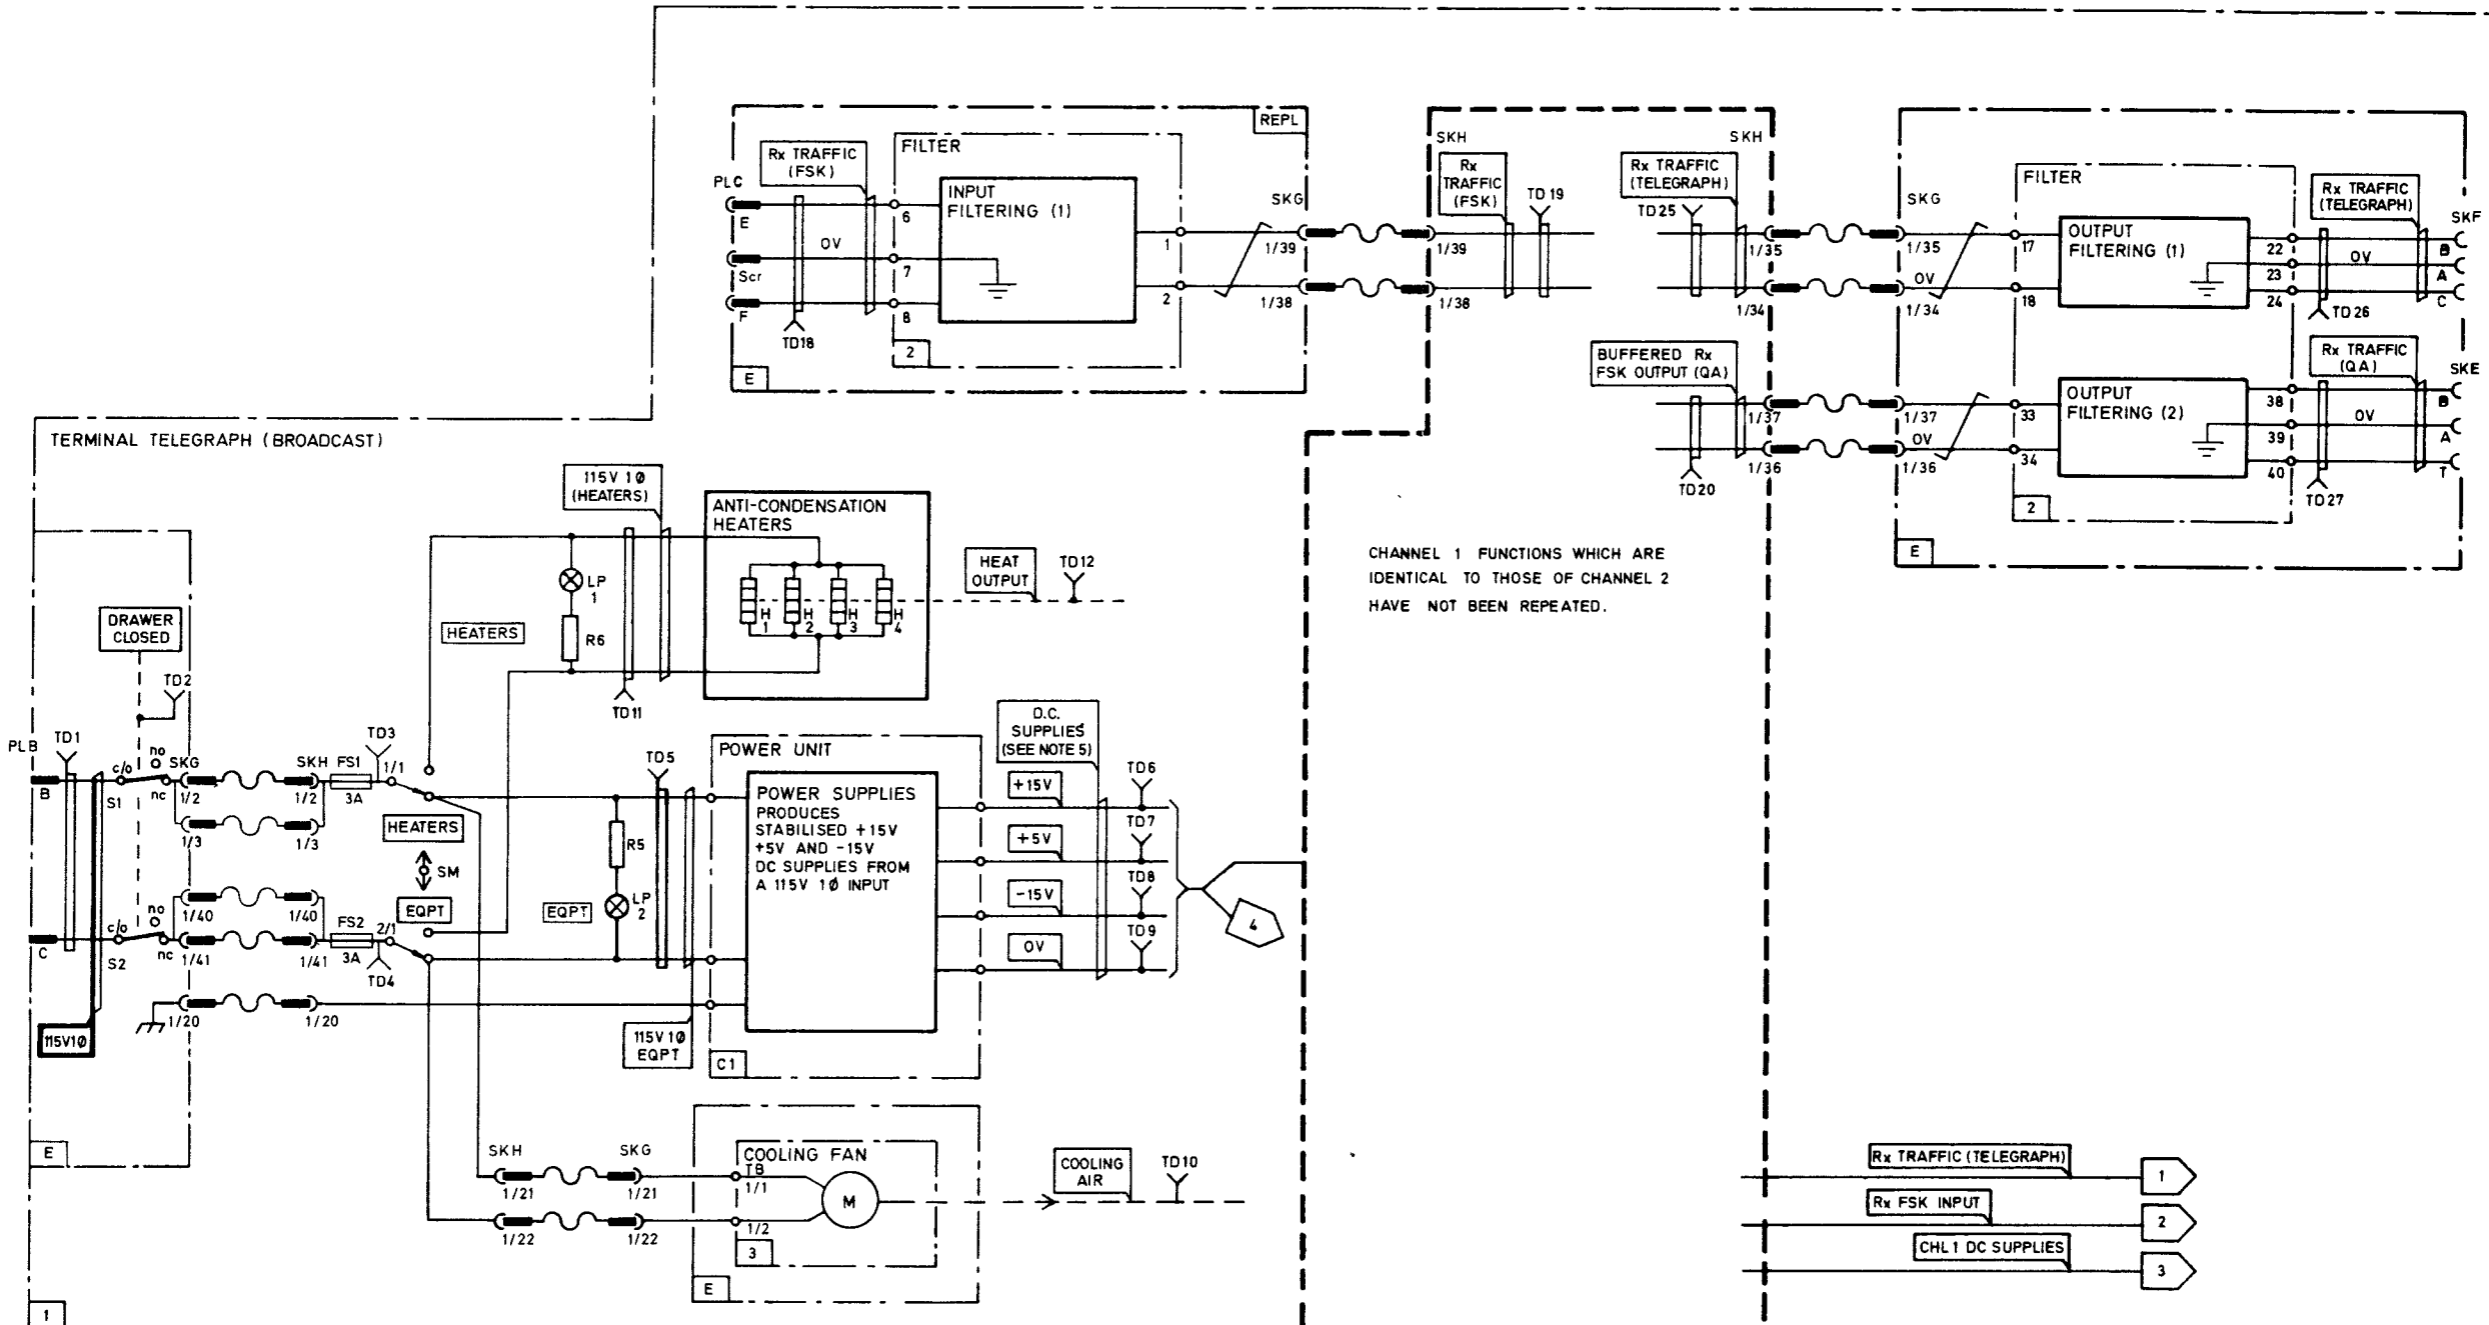 REPL
PLC
Rx TRAFFIC
(FSK)
FILTER
INPUT
FILTERING (1)
E
Scr
F
0V
6
7
8
1
2
TD18
2
E
SKG
1/39
1/38
SKH
1/39
1/38
Rx
TRAFFIC
(FSK)
TD19
SKH
Rx TRAFFIC
(TELEGRAPH)
TD25
1/35
1/34
SKG
1/35
0V
1/34
17
18
FILTER
OUTPUT
FILTERING (1)
22
23
24
0V
Rx TRAFFIC
(TELEGRAPH)
SKF
B
A
C
TD26
BUFFERED Rx
FSK OUTPUT (QA)
TD20
1/37
1/36
1/37
0V
1/36
33
34
OUTPUT
FILTERING (2)
38
39
40
0V
Rx TRAFFIC
(QA)
SKE
B
A
T
TD27
2
E
TERMINAL TELEGRAPH (BROADCAST)
115V 1Ø
(HEATERS)
ANTI-CONDENSATION
HEATERS
LP
1
R6
HEATERS
H
1
H
2
H
3
H
4
TD11
HEAT
OUTPUT
TD12
CHANNEL 1 FUNCTIONS WHICH ARE
IDENTICAL TO THOSE OF CHANNEL 2
HAVE NOT BEEN REPEATED.
DRAWER
CLOSED
TD2
PLB
TD1
B
C
c/o
no
nc
S1
c/o
no
nc
S2
SKG
1/2
1/3
1/40
1/41
1/20
SKH
1/2
1/3
1/40
1/41
1/20
FS1
3A
FS2
3A
TD3
1/1
2/1
TD4
HEATERS
SM
EQPT
115V1Ø
E
1
EQPT
R5
LP
2
TD5
115V 1Ø
EQPT
POWER UNIT
POWER SUPPLIES
PRODUCES
STABILISED +15V
+5V AND -15V
DC SUPPLIES FROM
A 115V 1Ø INPUT
C1
D.C.
SUPPLIES
(SEE NOTE 5)
+15V
+5V
-15V
0V
TD6
TD7
TD8
TD9
4
SKH
1/21
1/22
SKG
1/21
1/22
COOLING FAN
TB
1/1
1/2
M
3
E
COOLING
AIR
TD10
Rx TRAFFIC (TELEGRAPH)
1
Rx FSK INPUT
2
CHL 1 DC SUPPLIES
3